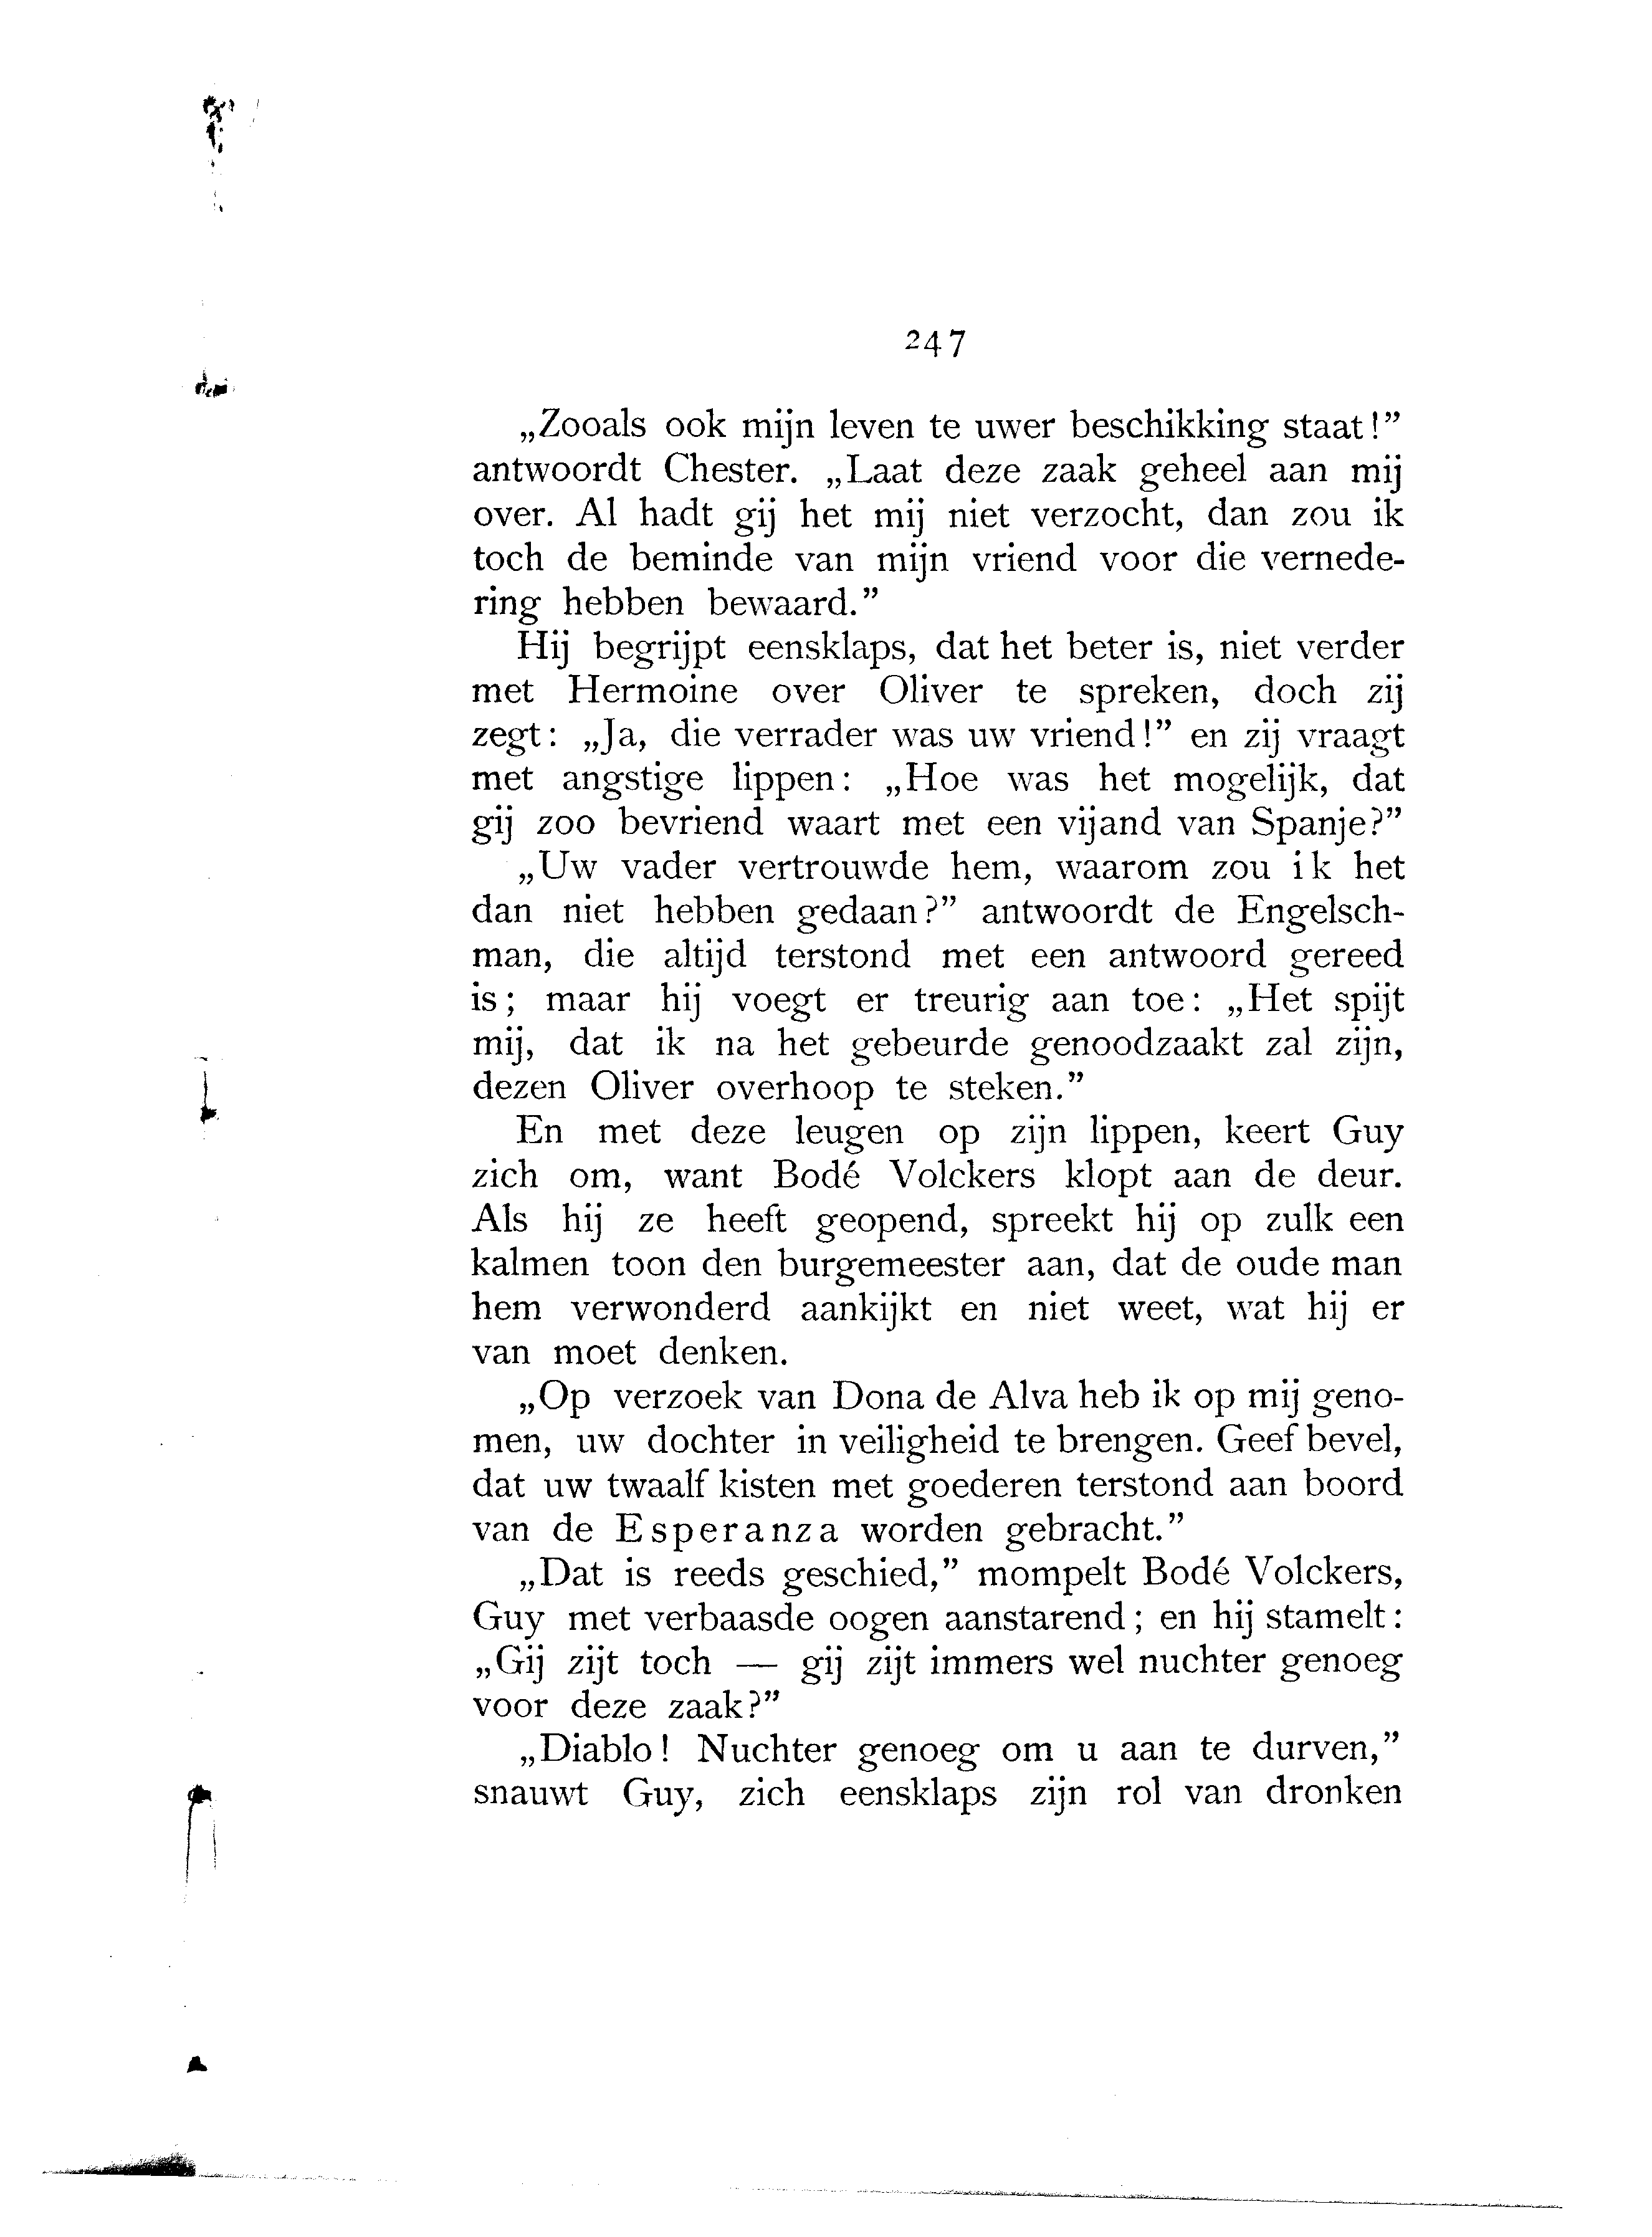 247
„Zooals ook mijn leven te uwer beschikking staat!”
antwoordt Chester. „Laat deze zaak geheel aan mij
over. Al hadt gij het mij niet verzocht, dan zou ik
toch de beminde van mijn vriend voor die vernede-
ring hebben bewaard.”
Hij begrijpt eensklaps, dat het beter is, niet verder
met Hermoine over Oliver te spreken, doch zij
zegt: „Ja, die verrader was uw vriend!” en zij vraagt
met angstige lippen: „Hoe was het mogelijk, dat
gij zoo bevriend waart met een vijand van Spanje?”
„Uw vader vertrouwde hem, waarom zou ik het
dan niet hebben gedaan?” antwoordt de Engelsch-
man, die altijd terstond met een antwoord gereed
is; maar hij voegt er treurig aan toe: „Het spijt
mij, dat ik na het gebeurde genoodzaakt zal zijn,
dezen Oliver overhoop te steken.”
En met deze leugen op zijn lippen, keert Guy
zich om, want Bodé Volckers klopt aan de deur.
Als hij ze heeft geopend, spreekt hij op zulk een
kalmen toon den burgemeester aan, dat de oude man
hem verwonderd aankijkt en niet weet, wat hij er
van moet denken.
„Op verzoek van Dona de Alva heb ik op mij geno-
men, uw dochter in veiligheid te brengen. Geef bevel,
dat uw twaalf kisten met goederen terstond aan boord
van de Esperanza worden gebracht.”
„Dat is reeds geschied,” mompelt Bodé Volckers,
Guy met verbaasde oogen aanstarend; en hij stamelt:
„Gij zijt toch — gij zijt immers wel nuchter genoeg
voor deze zaak?”
„Diablo! Nuchter genoeg om u aan te durven,”
snauwt Guy, zich eensklaps zijn rol van dronken